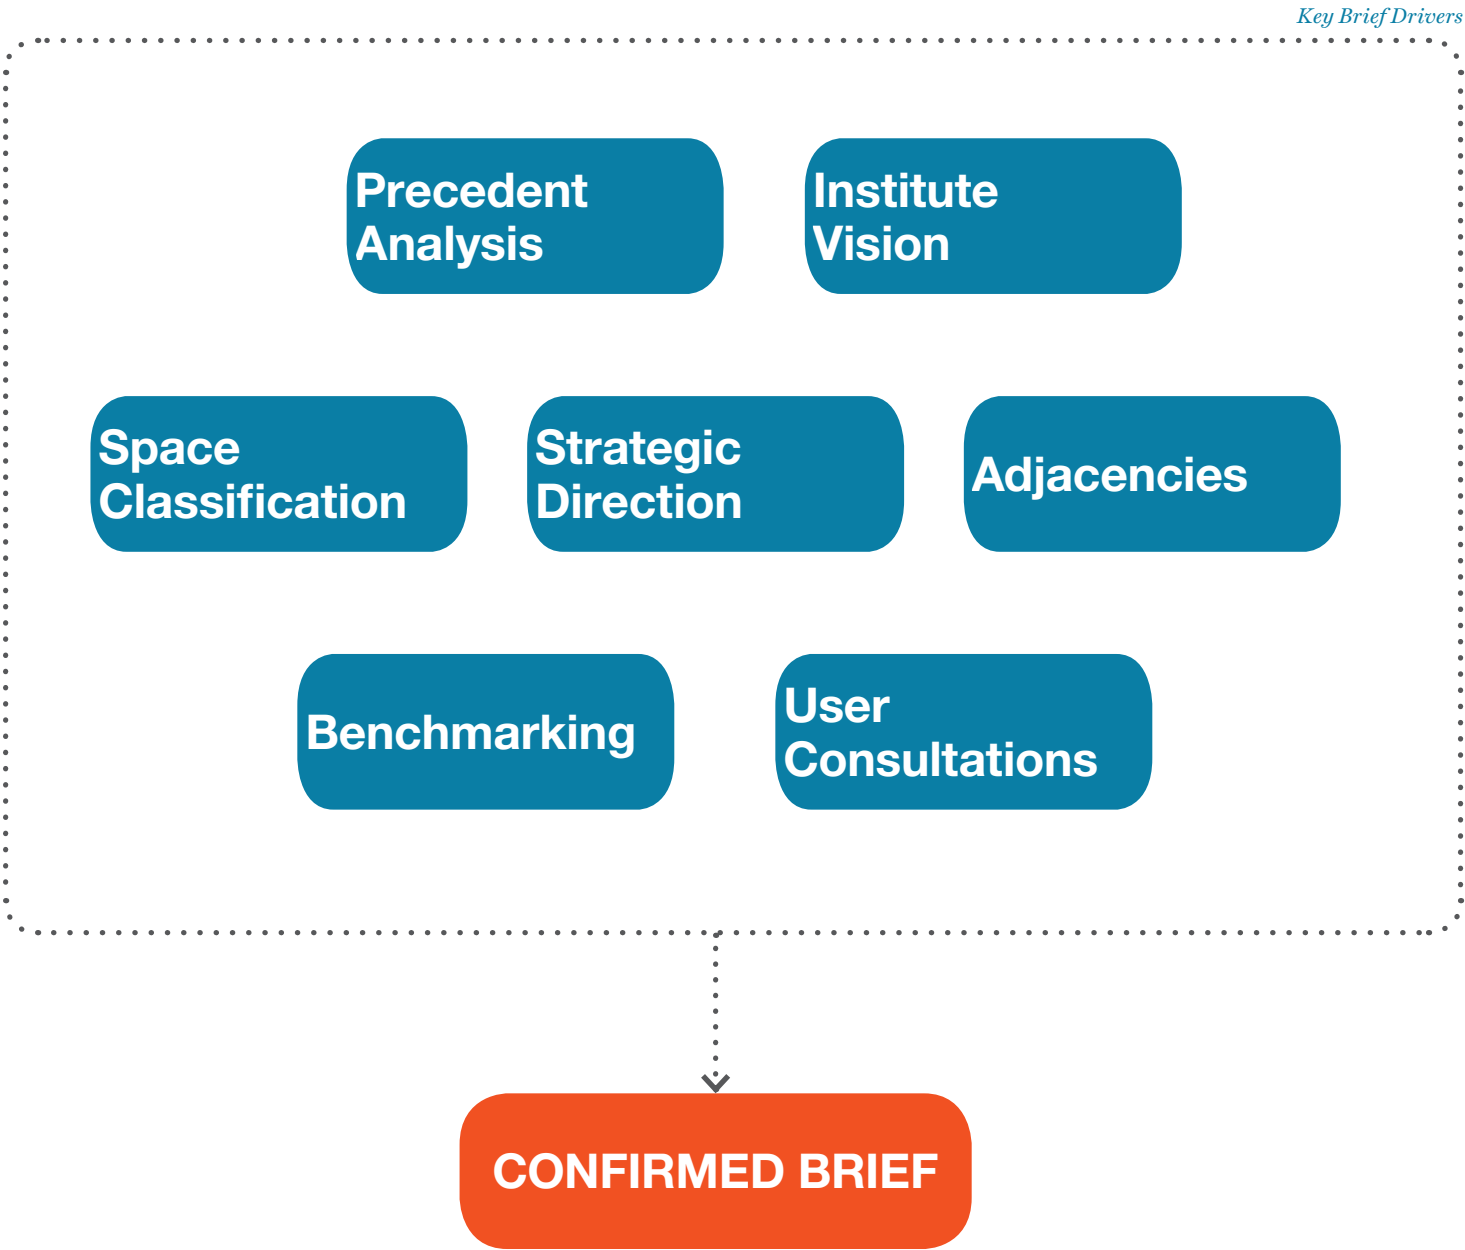 Key Brief Drivers
Precedent
Analysis
Institute
Vision
Space
Classification
Strategic
Direction
Adjacencies
Benchmarking
User
Consultations
CONFIRMED BRIEF